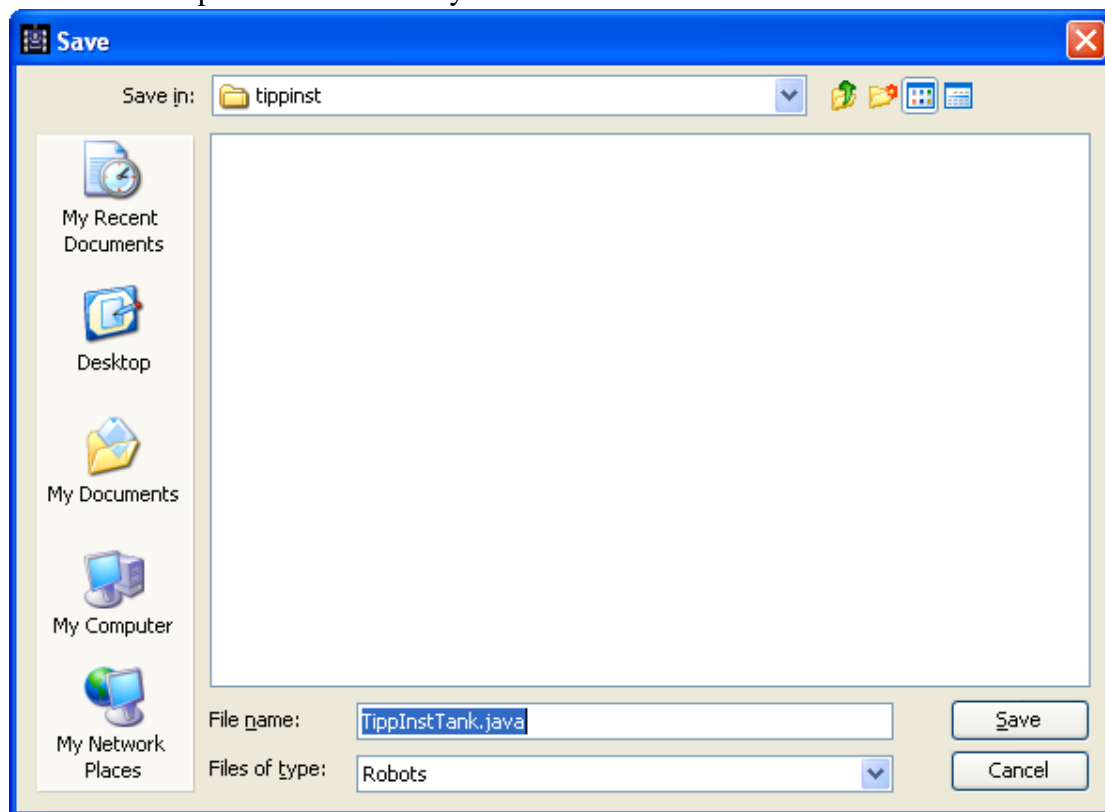 Save
Save in:
tippinst
My Recent
Documents
Desktop
My Documents
My Computer
My Network
Places
File name:
TippInstTank.java
Save
Files of type:
Robots
Cancel